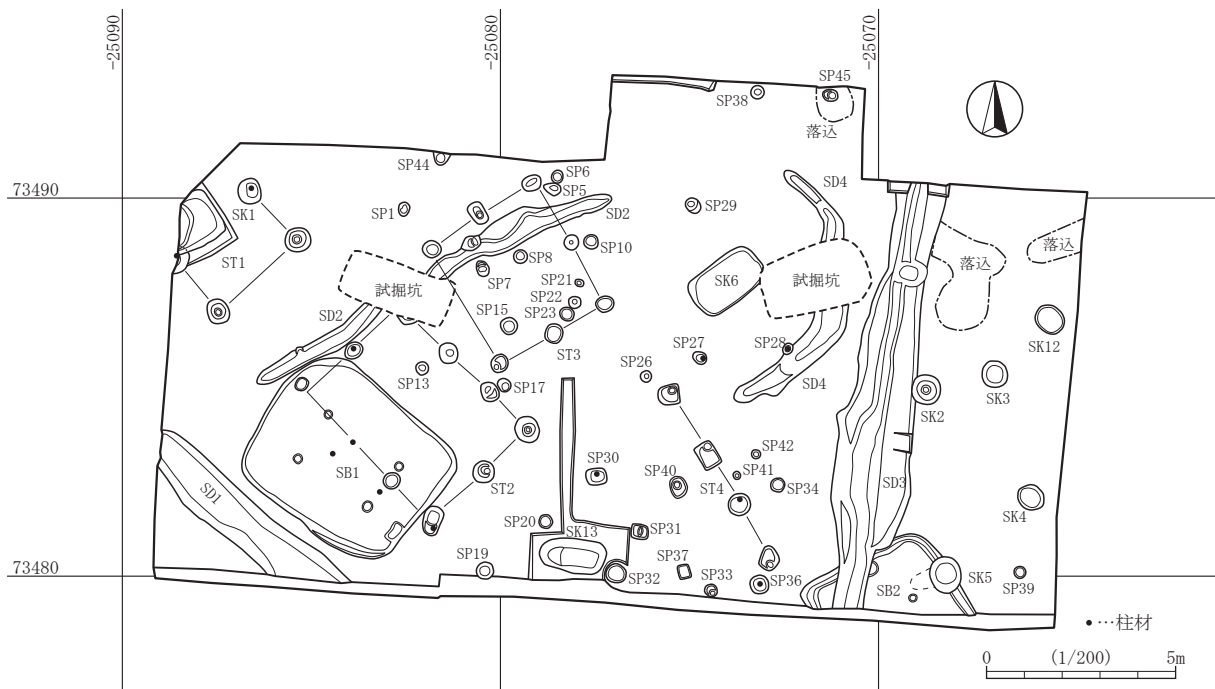 -25090
-25080
-25070
SP45
SP38
落込
SP44
SP6
SP5
73490
SK1
SP1
SD2
SP29
SD4
ST1
SP10
SP8
落込
落込
試掘坑
SP7
SP21
SK6
試掘坑
SP22
SD2
SP15
SP23
SK12
ST3
SP27
SP28
SP13
SP26
SP17
SD4
SK3
SK2
SP42
SB1
SP30
SP40
ST4
SP41
ST2
SP34
SD3
SD1
SK4
SP20
SK13
SP31
SP19
SP37
73480
SP32
SP33
SP36
SB2
SK5
SP39
●…柱材
0 (1/200) 5m